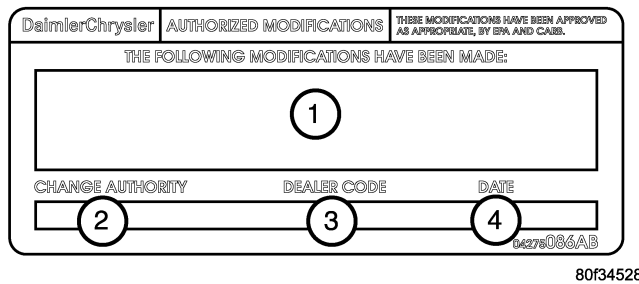 DaimlerChrysler AUTHORIZED MODIFICATIONS THESE MODIFICATIONS HAVE BEEN APPROVED
AS APPROPRIATE, BY EPA AND CARB.
THE FOLLOWING MODIFICATIONS HAVE BEEN MADE:
1
CHANGE AUTHORITY DEALER CODE DATE
2 3 4
04275086AB
80f34528